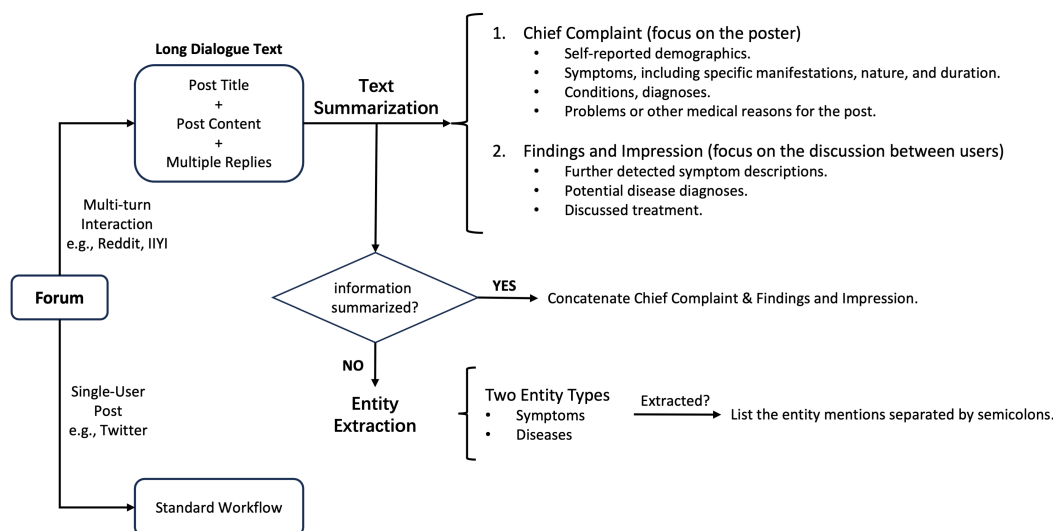 Long Dialogue Text
Post Title
+
Post Content
+
Multiple Replies
Text
Summarization
1. Chief Complaint (focus on the poster)
• Self-reported demographics.
• Symptoms, including specific manifestations, nature, and duration.
• Conditions, diagnoses.
• Problems or other medical reasons for the post.
2. Findings and Impression (focus on the discussion between users)
• Further detected symptom descriptions.
• Potential disease diagnoses.
• Discussed treatment.
Multi-turn
Interaction
e.g., Reddit, IIYI
Forum
information
summarized?
YES
Concatenate Chief Complaint & Findings and Impression.
NO
Entity
Extraction
Two Entity Types
• Symptoms
• Diseases
Extracted?
List the entity mentions separated by semicolons.
Single-User
Post
e.g., Twitter
Standard Workflow